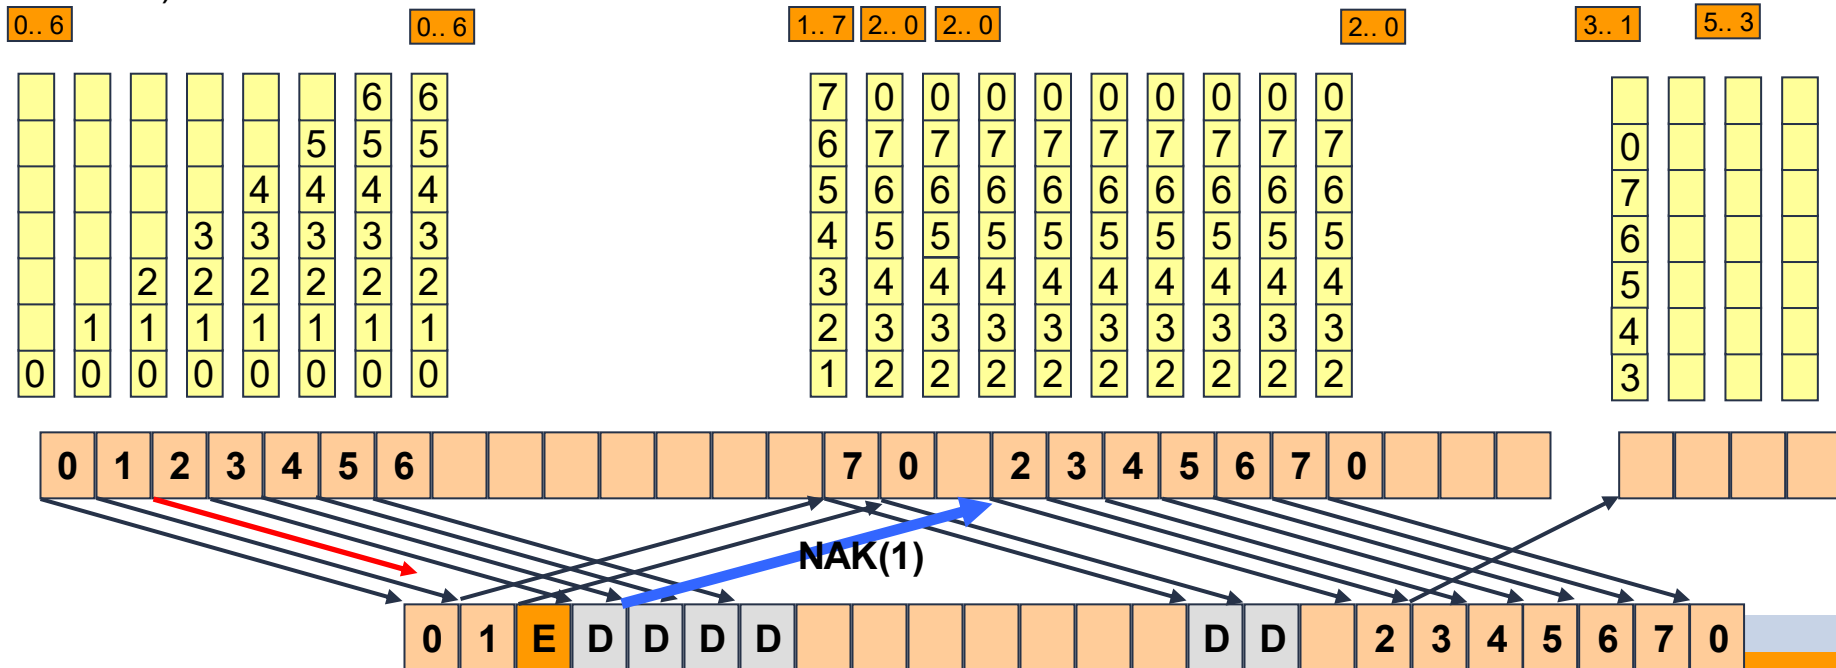 0.. 6 0.. 6 1.. 7 2.. 0 2.. 0 2.. 0 3.. 1 5.. 3
6 6 7 0 0 0 0 0 0 0 0 0
5 5 5 6 7 7 7 7 7 7 7 7 7 0
4 4 4 4 5 6 6 6 6 6 6 6 6 6 7
3 3 3 3 3 4 5 5 5 5 5 5 5 5 5 6
2 2 2 2 2 2 3 4 4 4 4 4 4 4 4 4 5
1 1 1 1 1 1 1 2 3 3 3 3 3 3 3 3 3 4
0 0 0 0 0 0 0 0 1 2 2 2 2 2 2 2 2 2 3
0 1 2 3 4 5 6 7 0 2 3 4 5 6 7 0
NAK(1)
0 1 E D D D D D D 2 3 4 5 6 7 0